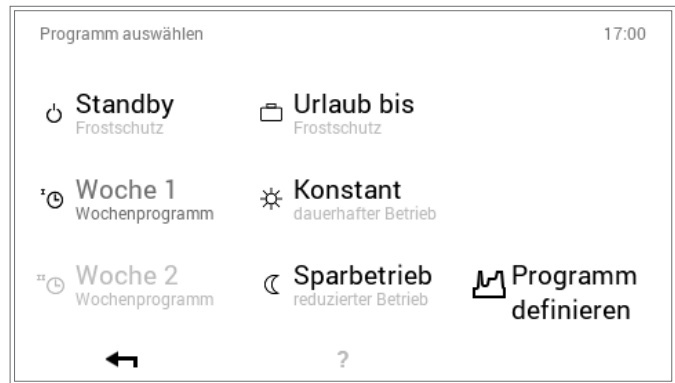 Programm auswählen 17:00
Standby
Frostschutz
Urlaub bis
Frostschutz
I Woche 1
Wochenprogramm
Konstant
dauerhafter Betrieb
II Woche 2
Wochenprogramm
Sparbetrieb
reduzierter Betrieb
Programm
definieren
?